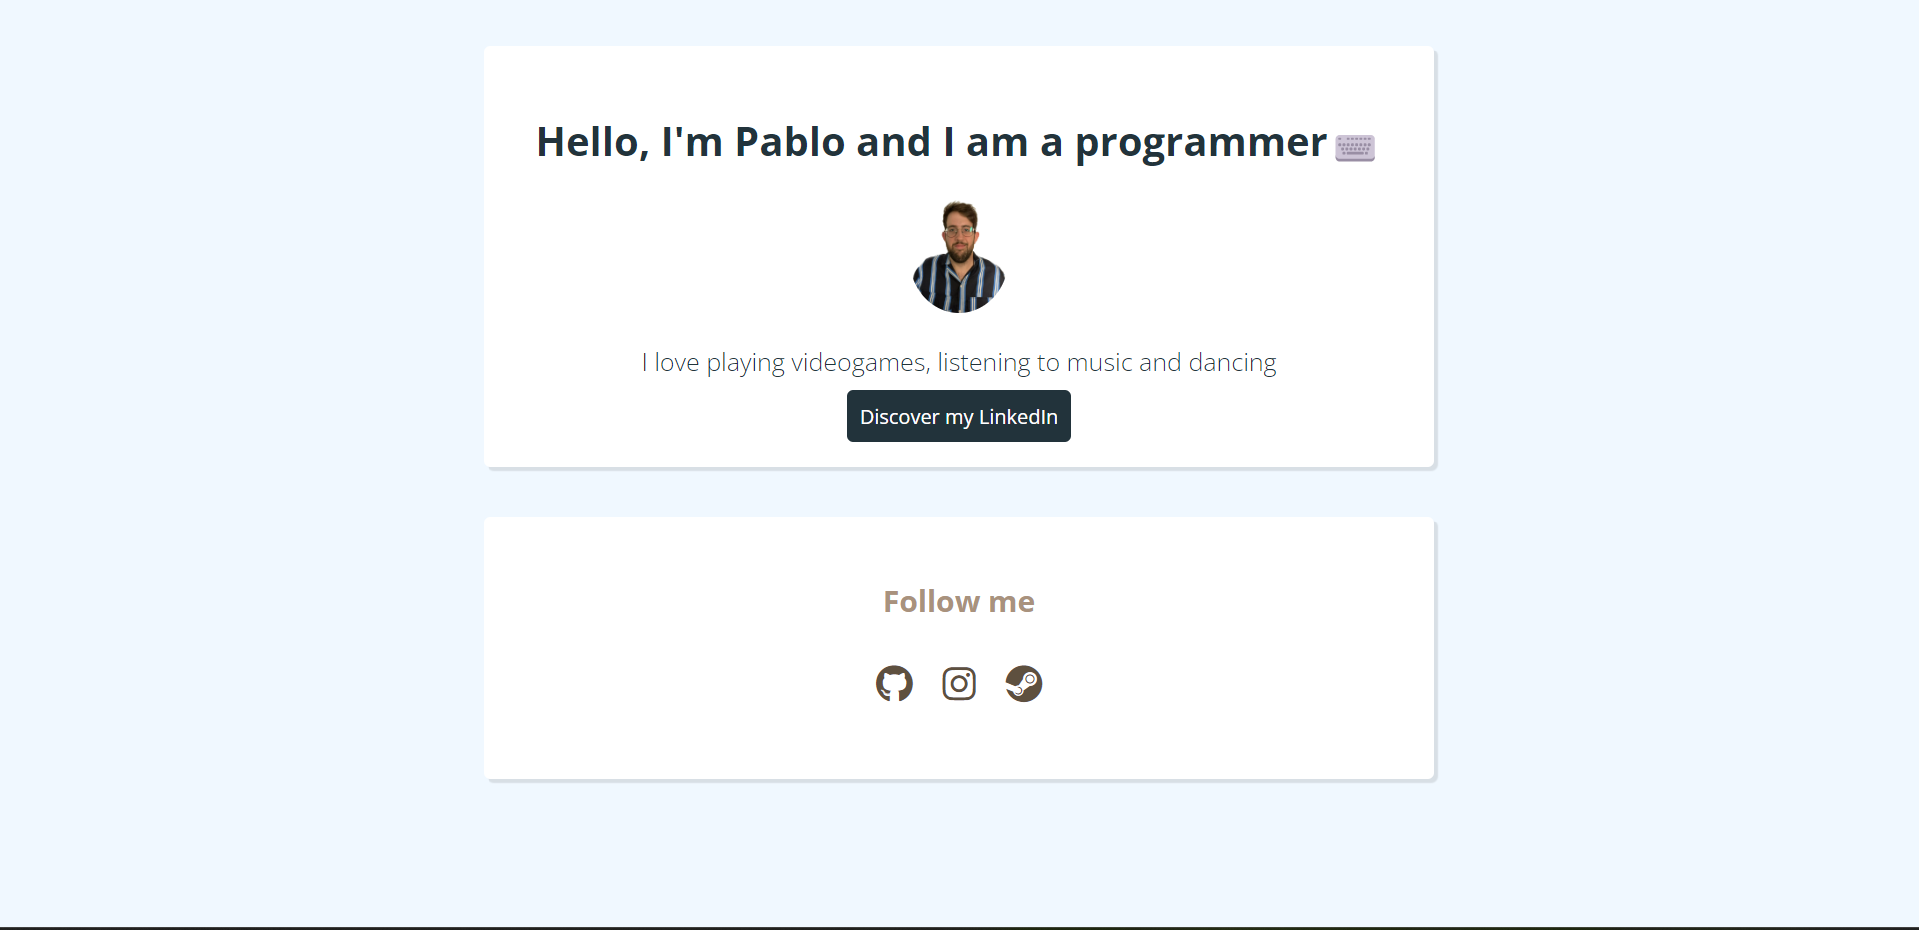 Hello, I'm Pablo and I am a programmer ⌨️
I love playing videogames, listening to music and dancing
Discover my LinkedIn
Follow me